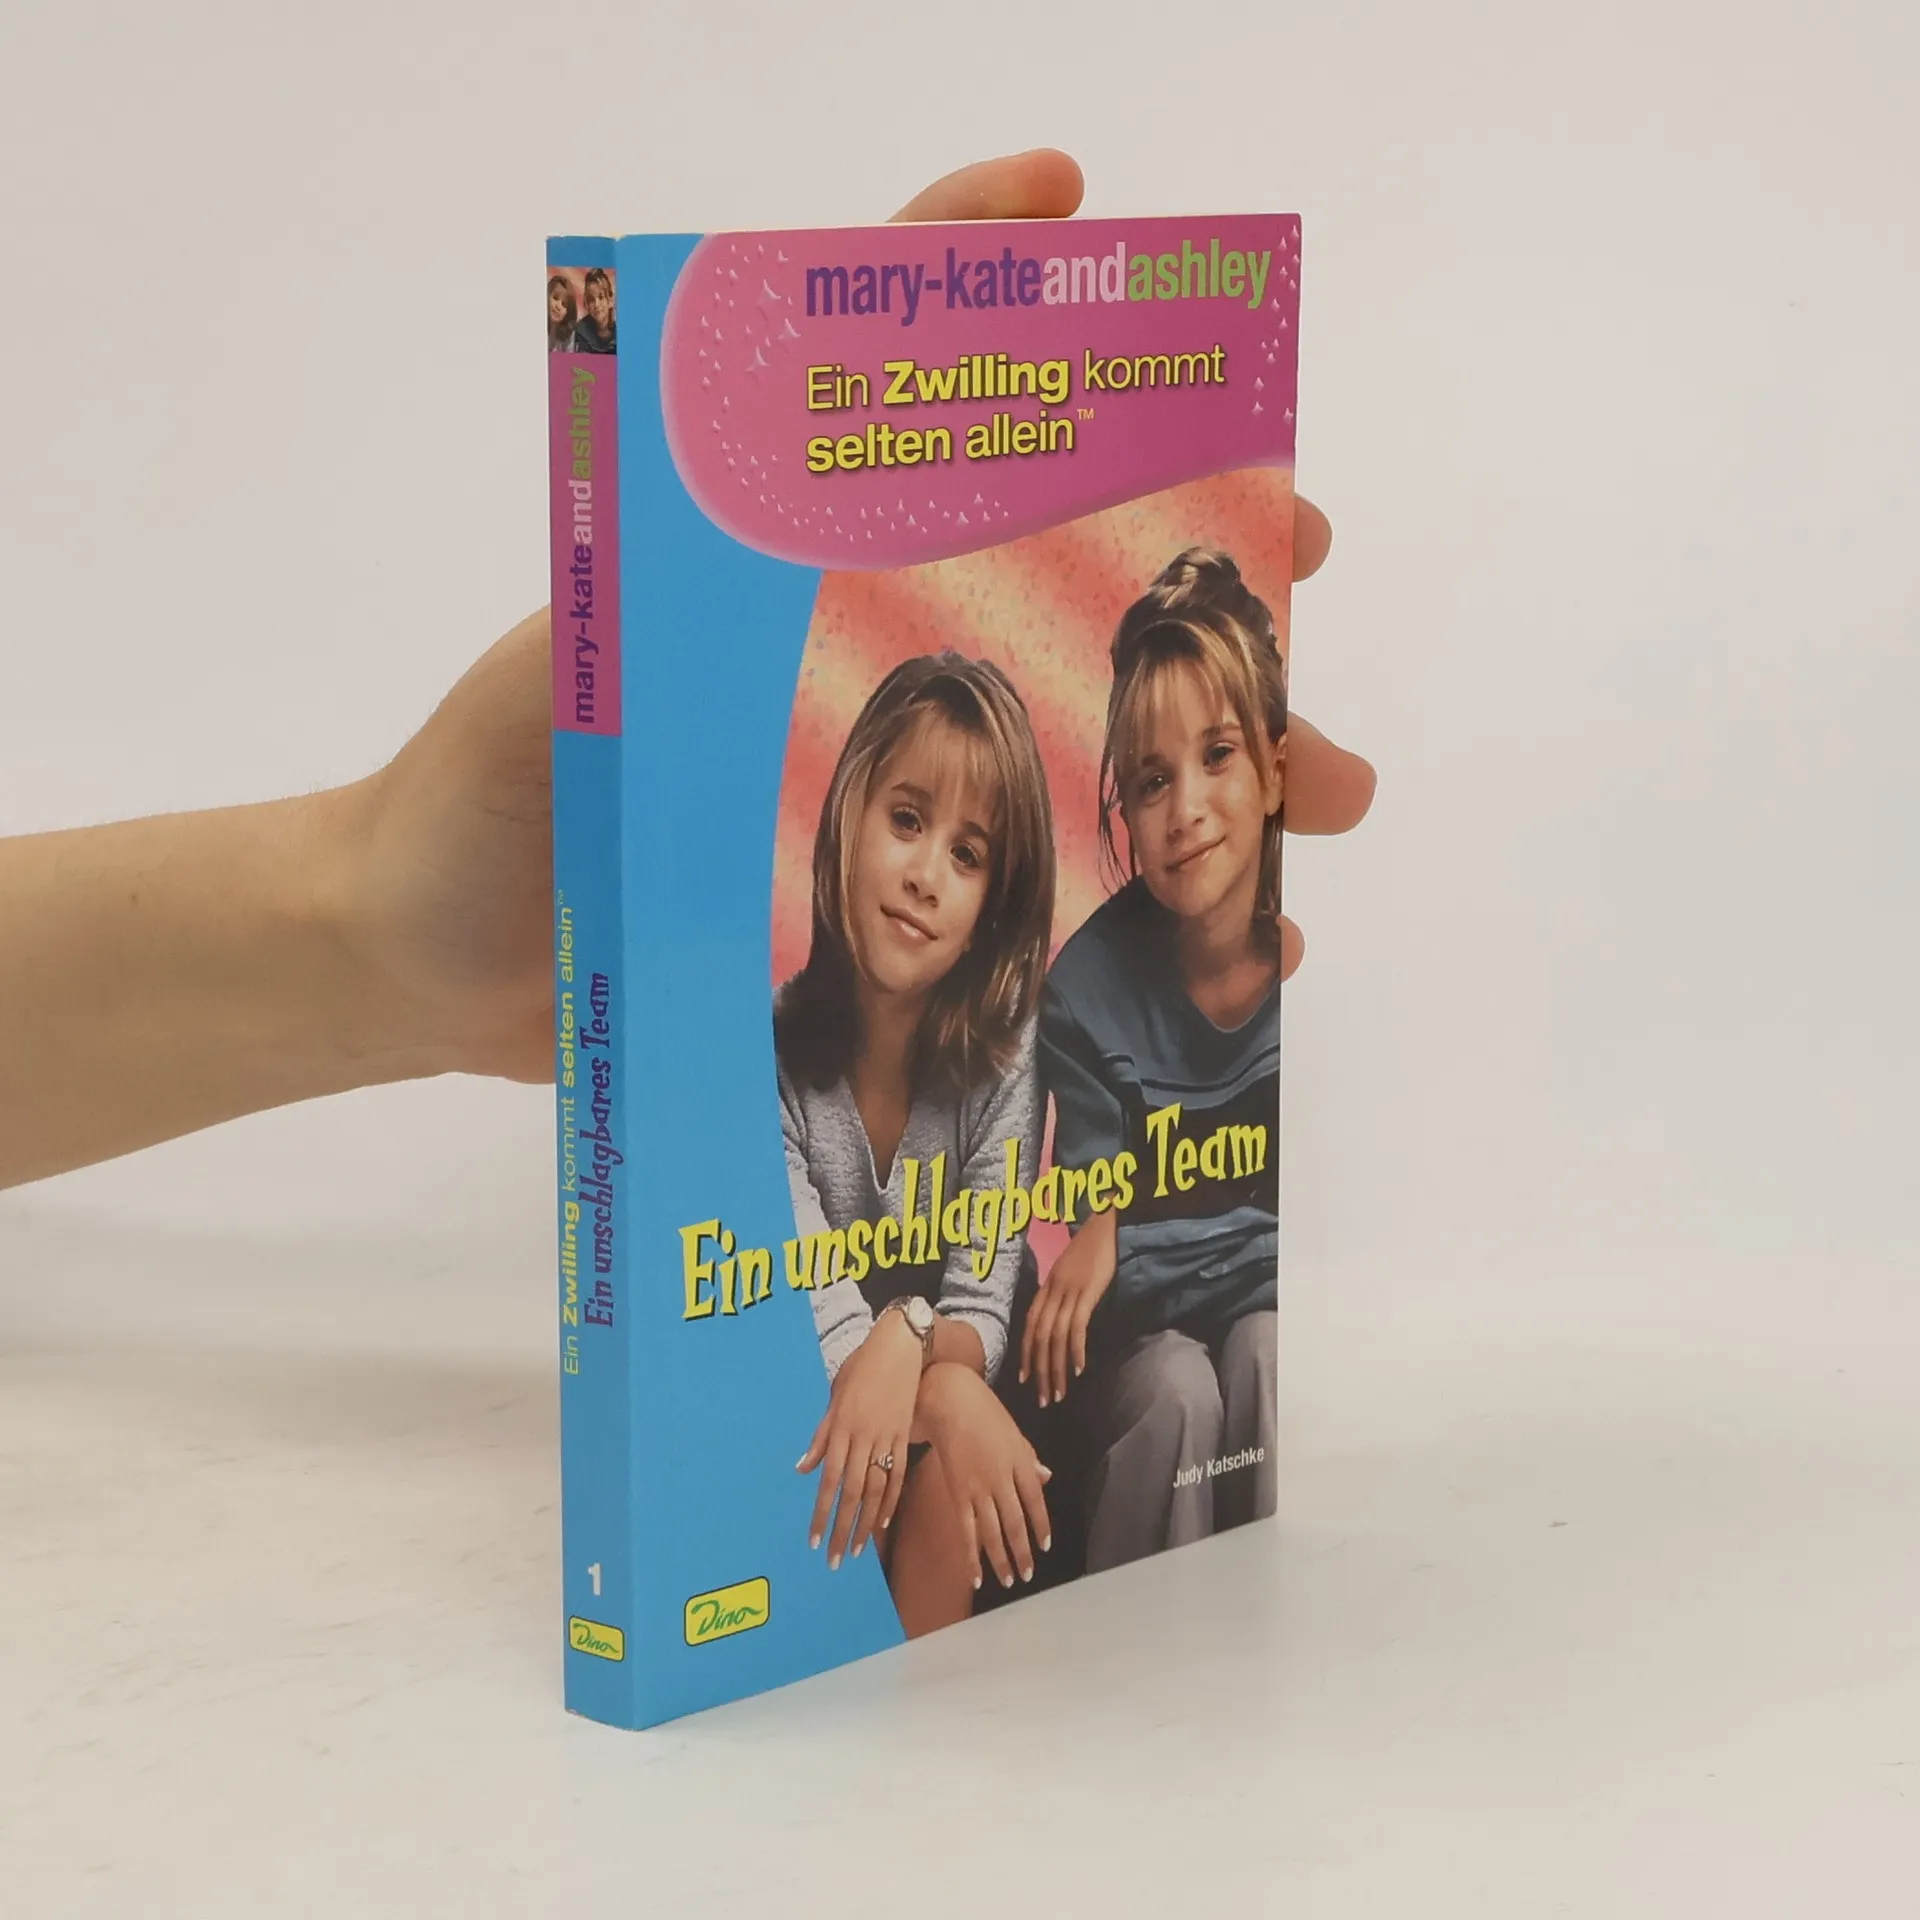 mary-kateandashley
Ein Zwilling kommt
selten allein™
Ein unschlagbares Team
Judy Katschke
Dino
mary-kateandashley
Ein Zwilling kommt selten allein™
Ein unschlagbares Team
1
Dino